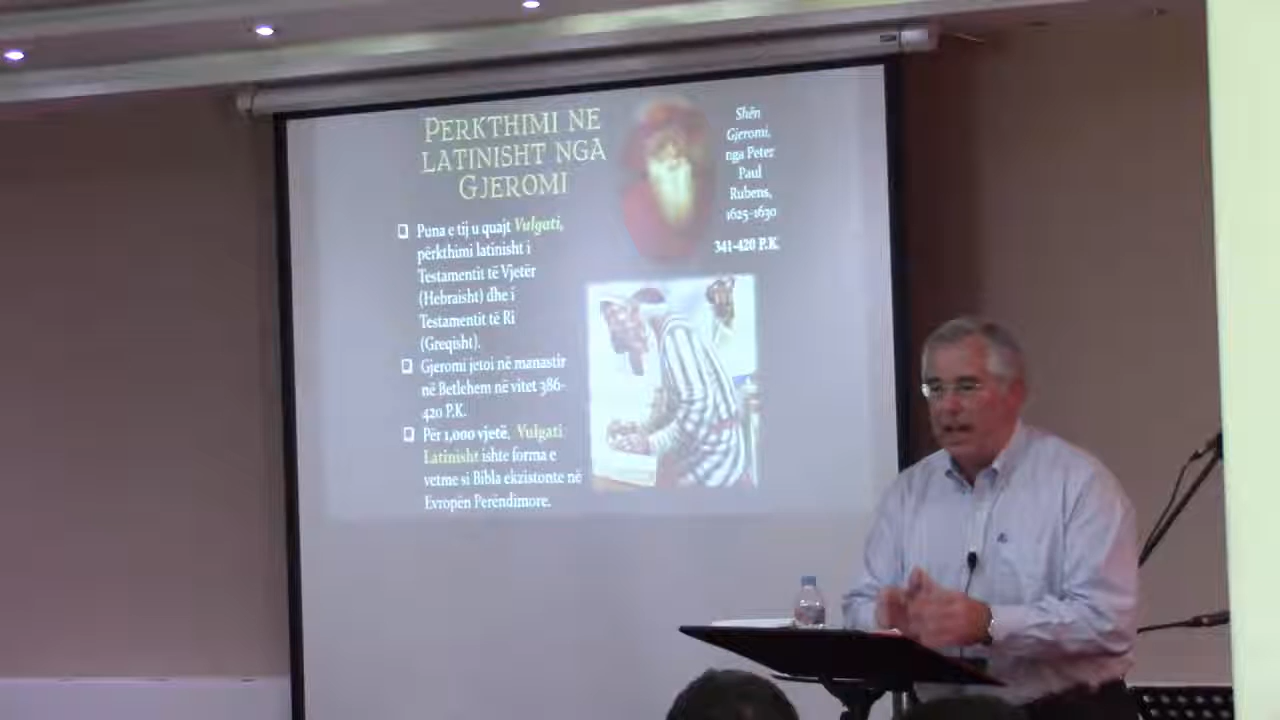 PERKTHIMI NE
LATINISHT NGA
GJEROMI
Puna e tij u quajt Vulgati,
përkthimi latinisht i
Testamentit të Vjetër
(Hebraisht) dhe i
Testamentit të Ri
(Greqisht).
Gjeromi jetoi në manastir
në Betlehem në vitet 386-
420 P.K.
Për 1,000 vjetë, Vulgati
Latinisht ishte forma e
vetme si Bibla ekzistonte në
Evropën Perëndimore.
Shën
Gjeromi,
nga Peter
Paul
Rubens,
1625-1630
341-420 P.K.